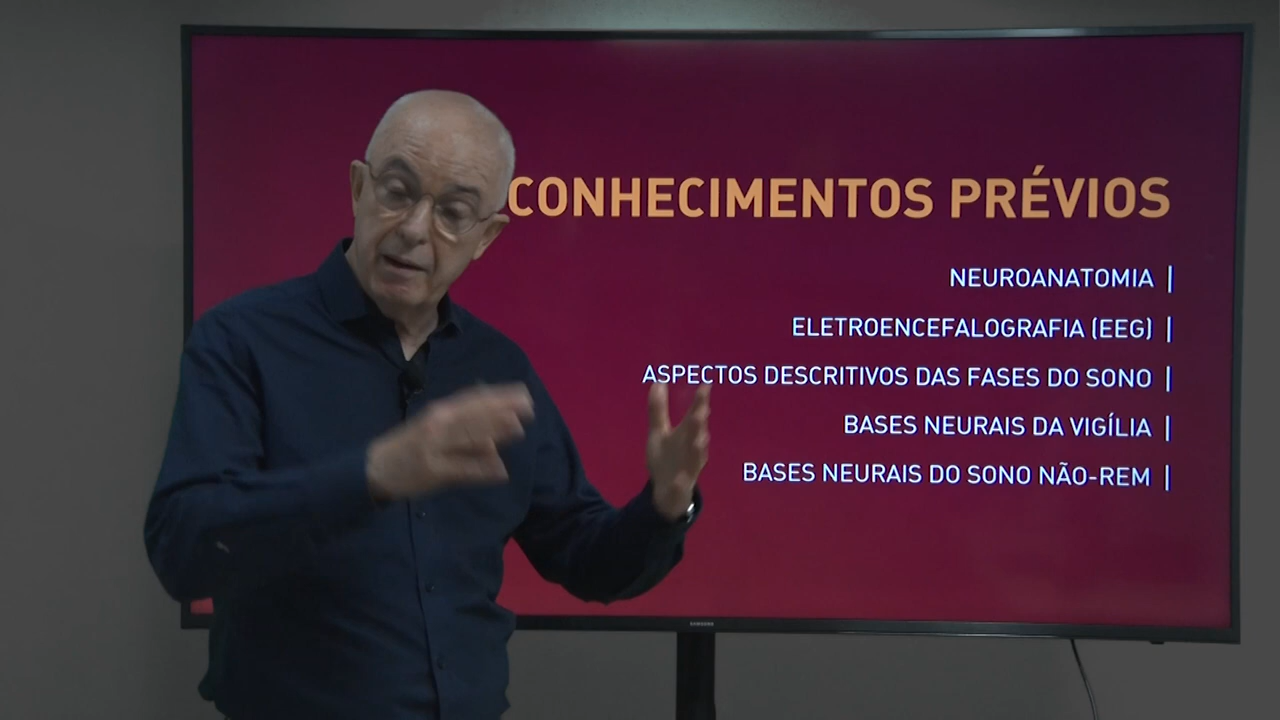 CONHECIMENTOS PRÉVIOS
NEUROANATOMIA |
ELETROENCEFALOGRAFIA (EEG) |
ASPECTOS DESCRITIVOS DAS FASES DO SONO |
BASES NEURAIS DA VIGÍLIA |
BASES NEURAIS DO SONO NÃO-REM |
SAMSUNG